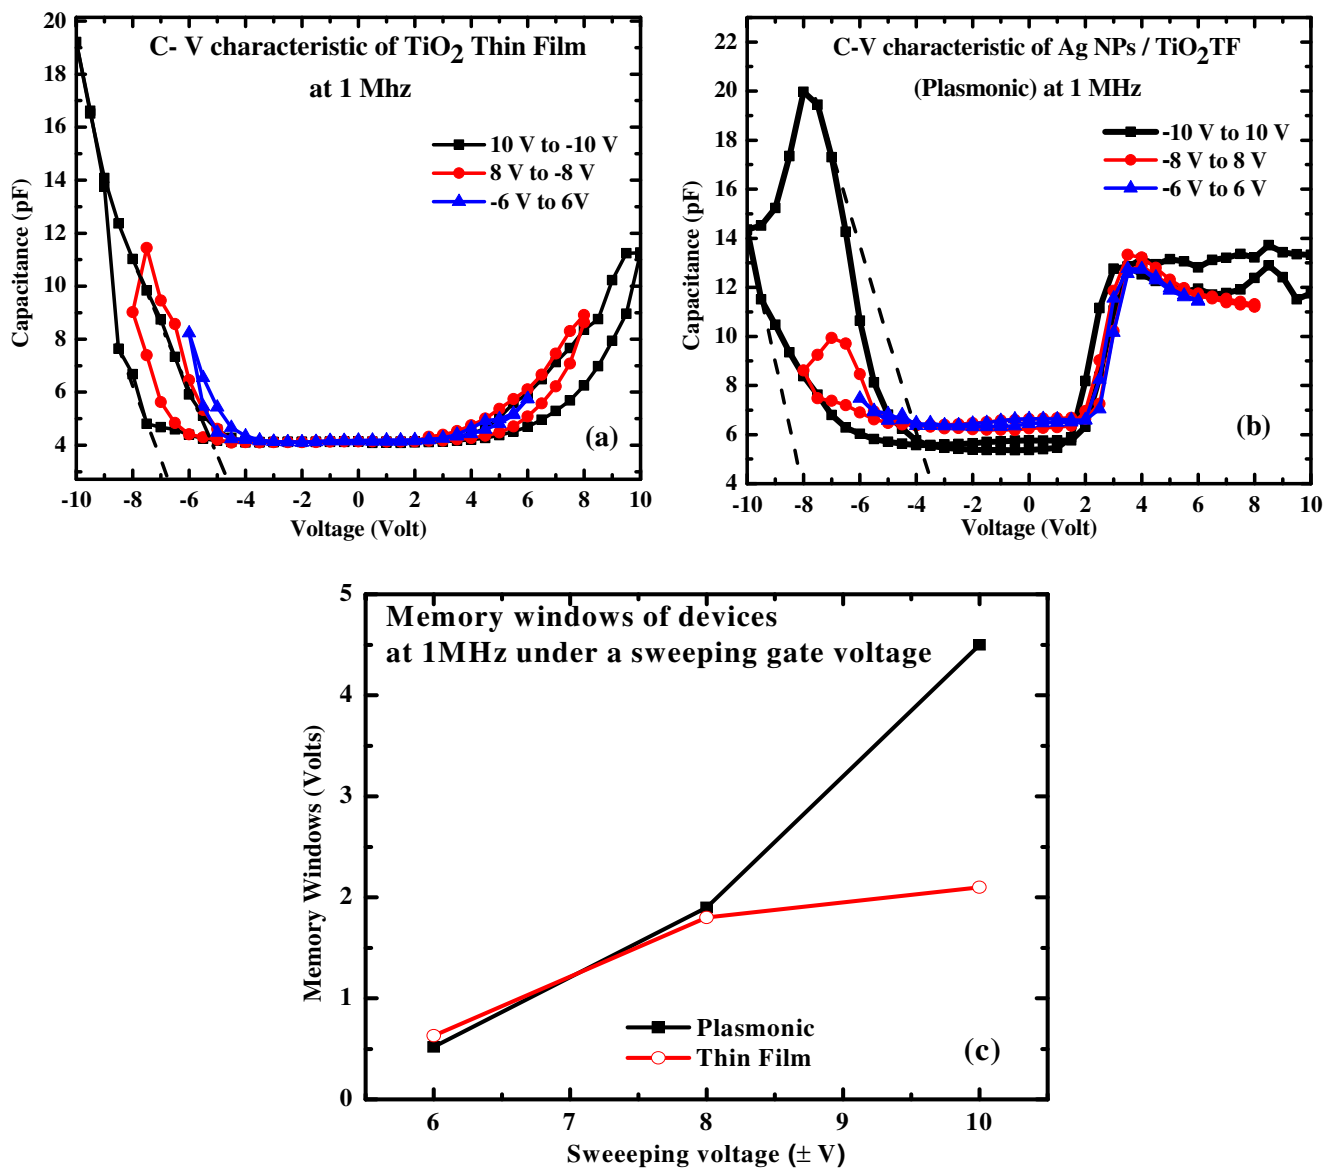 C- V characteristic of TiO2 Thin Film
at 1 Mhz
10 V to -10 V
8 V to -8 V
-6 V to 6V
Capacitance (pF)
20
18
16
14
12
10
8
6
4
(a)
-10 -8 -6 -4 -2 0 2 4 6 8 10
Voltage (Volt)
C-V characteristic of Ag NPs / TiO2TF
(Plasmonic) at 1 MHz
-10 V to 10 V
-8 V to 8 V
-6 V to 6 V
Capacitance (pF)
22
20
18
16
14
12
10
8
6
4
(b)
-10 -8 -6 -4 -2 0 2 4 6 8 10
Voltage (Volt)
Memory windows of devices
at 1MHz under a sweeping gate voltage
Memory Windows (Volts)
5
4
3
2
1
0
Plasmonic
Thin Film
(c)
6 7 8 9 10
Sweeeping voltage (± V)